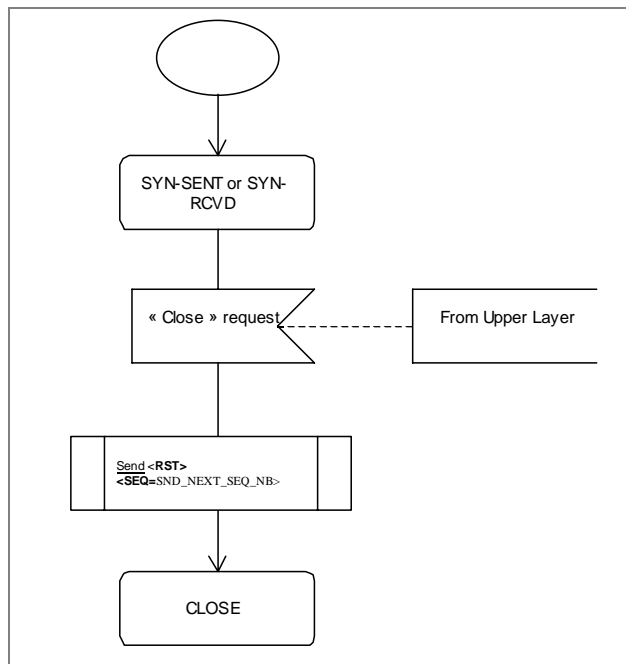 SYN-SENT or SYN-
RCVD
« Close » request
From Upper Layer
Send <RST>
<SEQ=SND_NEXT_SEQ_NB>
CLOSE